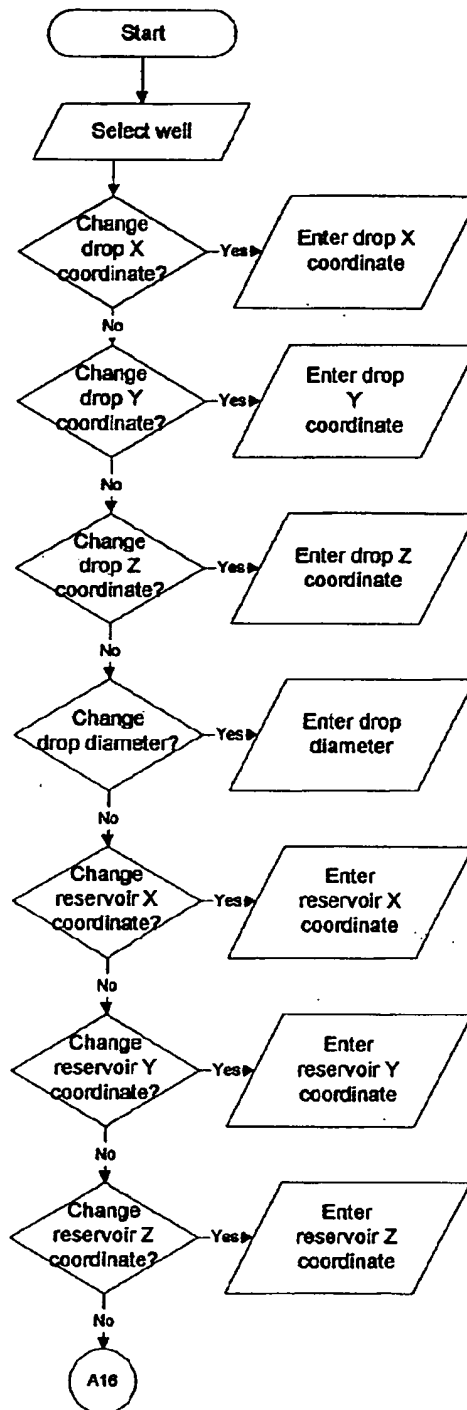 Start
Select well
Change
drop X
coordinate?
Yes
Enter drop X
coordinate
No
Change
drop Y
coordinate?
Yes
Enter drop
Y
coordinate
No
Change
drop Z
coordinate?
Yes
Enter drop Z
coordinate
No
Change
drop diameter?
Yes
Enter drop
diameter
No
Change
reservoir X
coordinate?
Yes
Enter
reservoir X
coordinate
No
Change
reservoir Y
coordinate?
Yes
Enter
reservoir Y
coordinate
No
Change
reservoir Z
coordinate?
Yes
Enter
reservoir Z
coordinate
No
A16